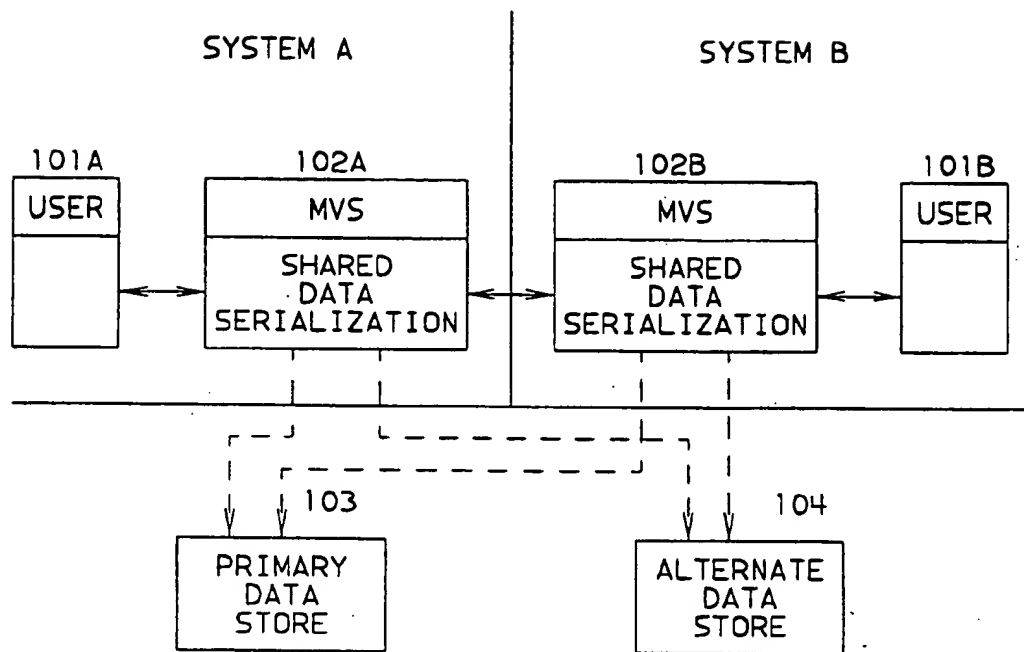 SYSTEM A
SYSTEM B
101A
102A
102B
101B
USER
MVS
MVS
USER
SHARED
DATA
SERIALIZATION
SHARED
DATA
SERIALIZATION
103
104
PRIMARY
DATA
STORE
ALTERNATE
DATA
STORE